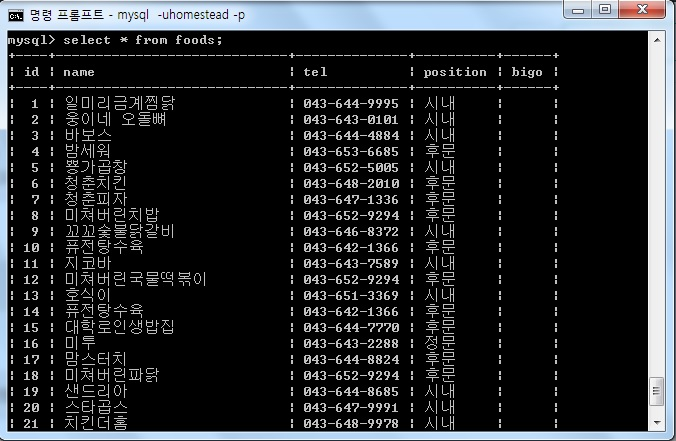 명령 프롬프트 - mysql -uhomestead -p
mysql> select * from foods;
| id | name | tel | position | bigo |
| 1 | 일미리금계찜닭 | 043-644-9995 | 시내 | |
| 2 | 웅이네 오돌뼈 | 043-643-0101 | 시내 | |
| 3 | 바보스 | 043-644-4884 | 시내 | |
| 4 | 밤세워 | 043-653-6685 | 후문 | |
| 5 | 뿅가곱창 | 043-652-5005 | 시내 | |
| 6 | 청춘치킨 | 043-648-2010 | 후문 | |
| 7 | 청춘피자 | 043-647-1336 | 후문 | |
| 8 | 미쳐버린치밥 | 043-652-9294 | 후문 | |
| 9 | 꼬꼬숯불닭갈비 | 043-646-8372 | 시내 | |
| 10 | 퓨전탕수육 | 043-642-1366 | 후문 | |
| 11 | 지코바 | 043-643-7589 | 시내 | |
| 12 | 미쳐버린국물떡볶이 | 043-652-9294 | 후문 | |
| 13 | 호식이 | 043-651-3369 | 시내 | |
| 14 | 퓨전탕수육 | 043-642-1366 | 후문 | |
| 15 | 대학로인생밥집 | 043-644-7770 | 후문 | |
| 16 | 미투 | 043-643-2288 | 정문 | |
| 17 | 맘스터치 | 043-644-8824 | 후문 | |
| 18 | 미쳐버린파닭 | 043-652-9294 | 후문 | |
| 19 | 샌드리아 | 043-644-8685 | 시내 | |
| 20 | 스타곱스 | 043-647-9991 | 시내 | |
| 21 | 치킨더홈 | 043-648-9978 | 시내 | |